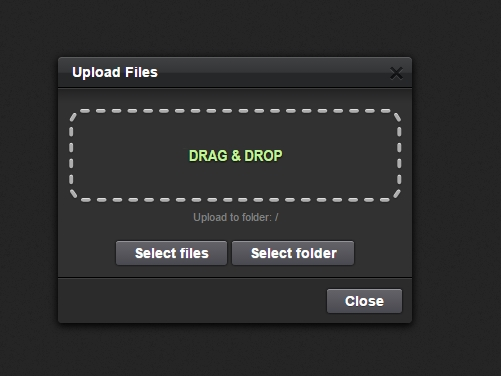 Upload Files
DRAG & DROP
Upload to folder: /
Select files Select folder
Close